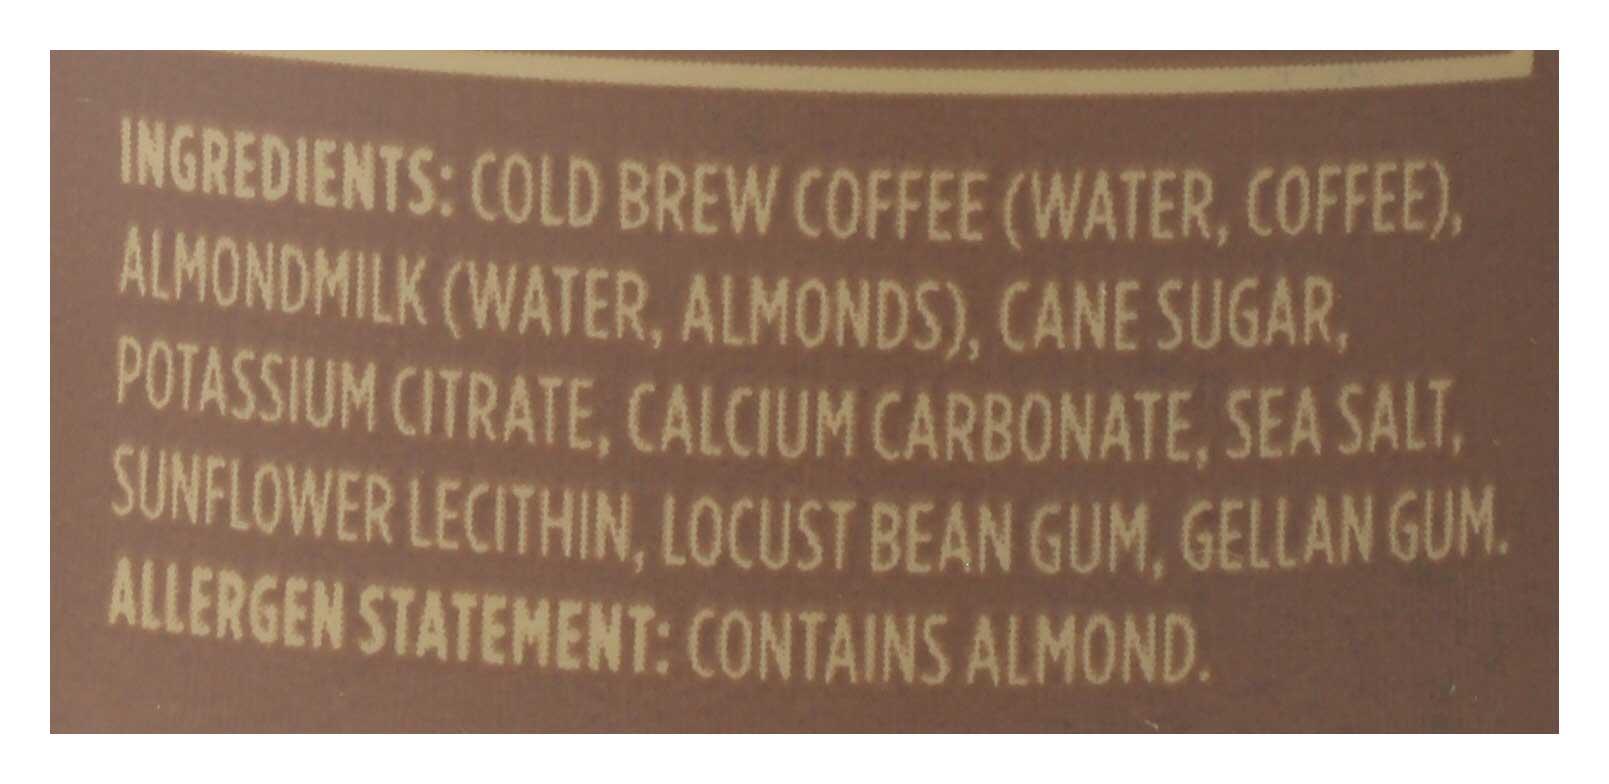 INGREDIENTS: COLD BREW COFFEE (WATER, COFFEE),
ALMONDMILK (WATER, ALMONDS), CANE SUGAR,
POTASSIUM CITRATE, CALCIUM CARBONATE, SEA SALT,
SUNFLOWER LECITHIN, LOCUST BEAN GUM, GELLAN GUM.
ALLERGEN STATEMENT: CONTAINS ALMOND.